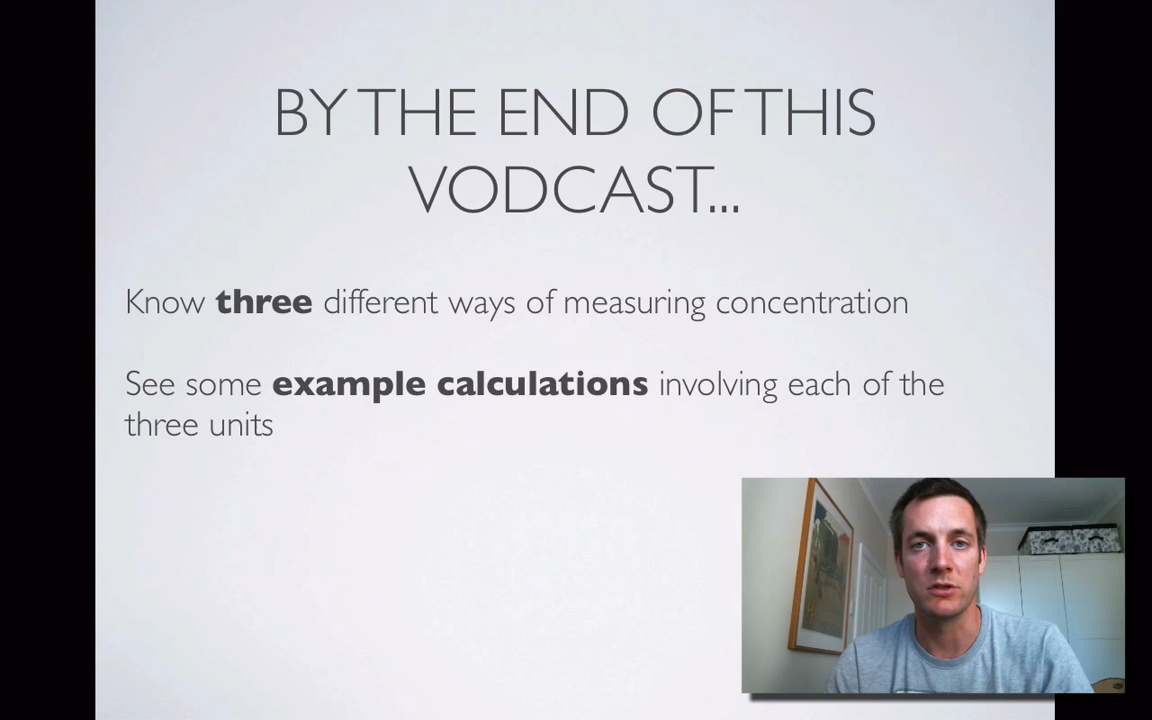 BY THE END OF THIS
VODCAST...
Know three different ways of measuring concentration
See some example calculations involving each of the
three units